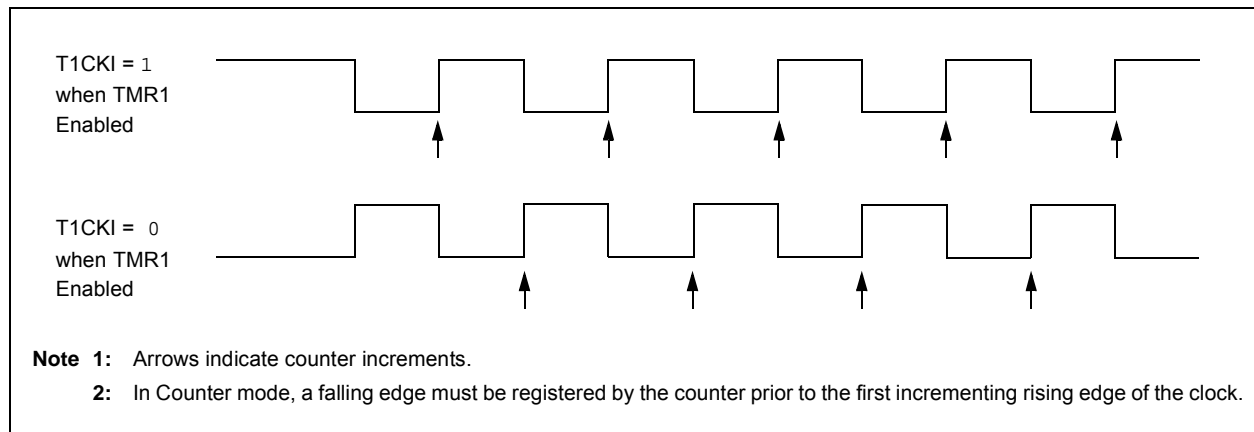 T1CKI = 1
when TMR1
Enabled
T1CKI = 0
when TMR1
Enabled
Note 1: Arrows indicate counter increments.
2: In Counter mode, a falling edge must be registered by the counter prior to the first incrementing rising edge of the clock.